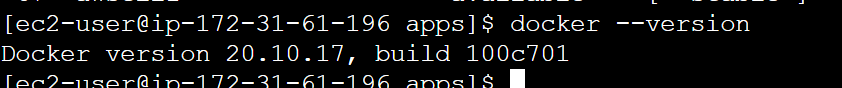 [ec2-user@ip-172-31-61-196 apps]$ docker --version
Docker version 20.10.17, build 100c701
[ec2-user@ip-172-31-61-196 apps]$